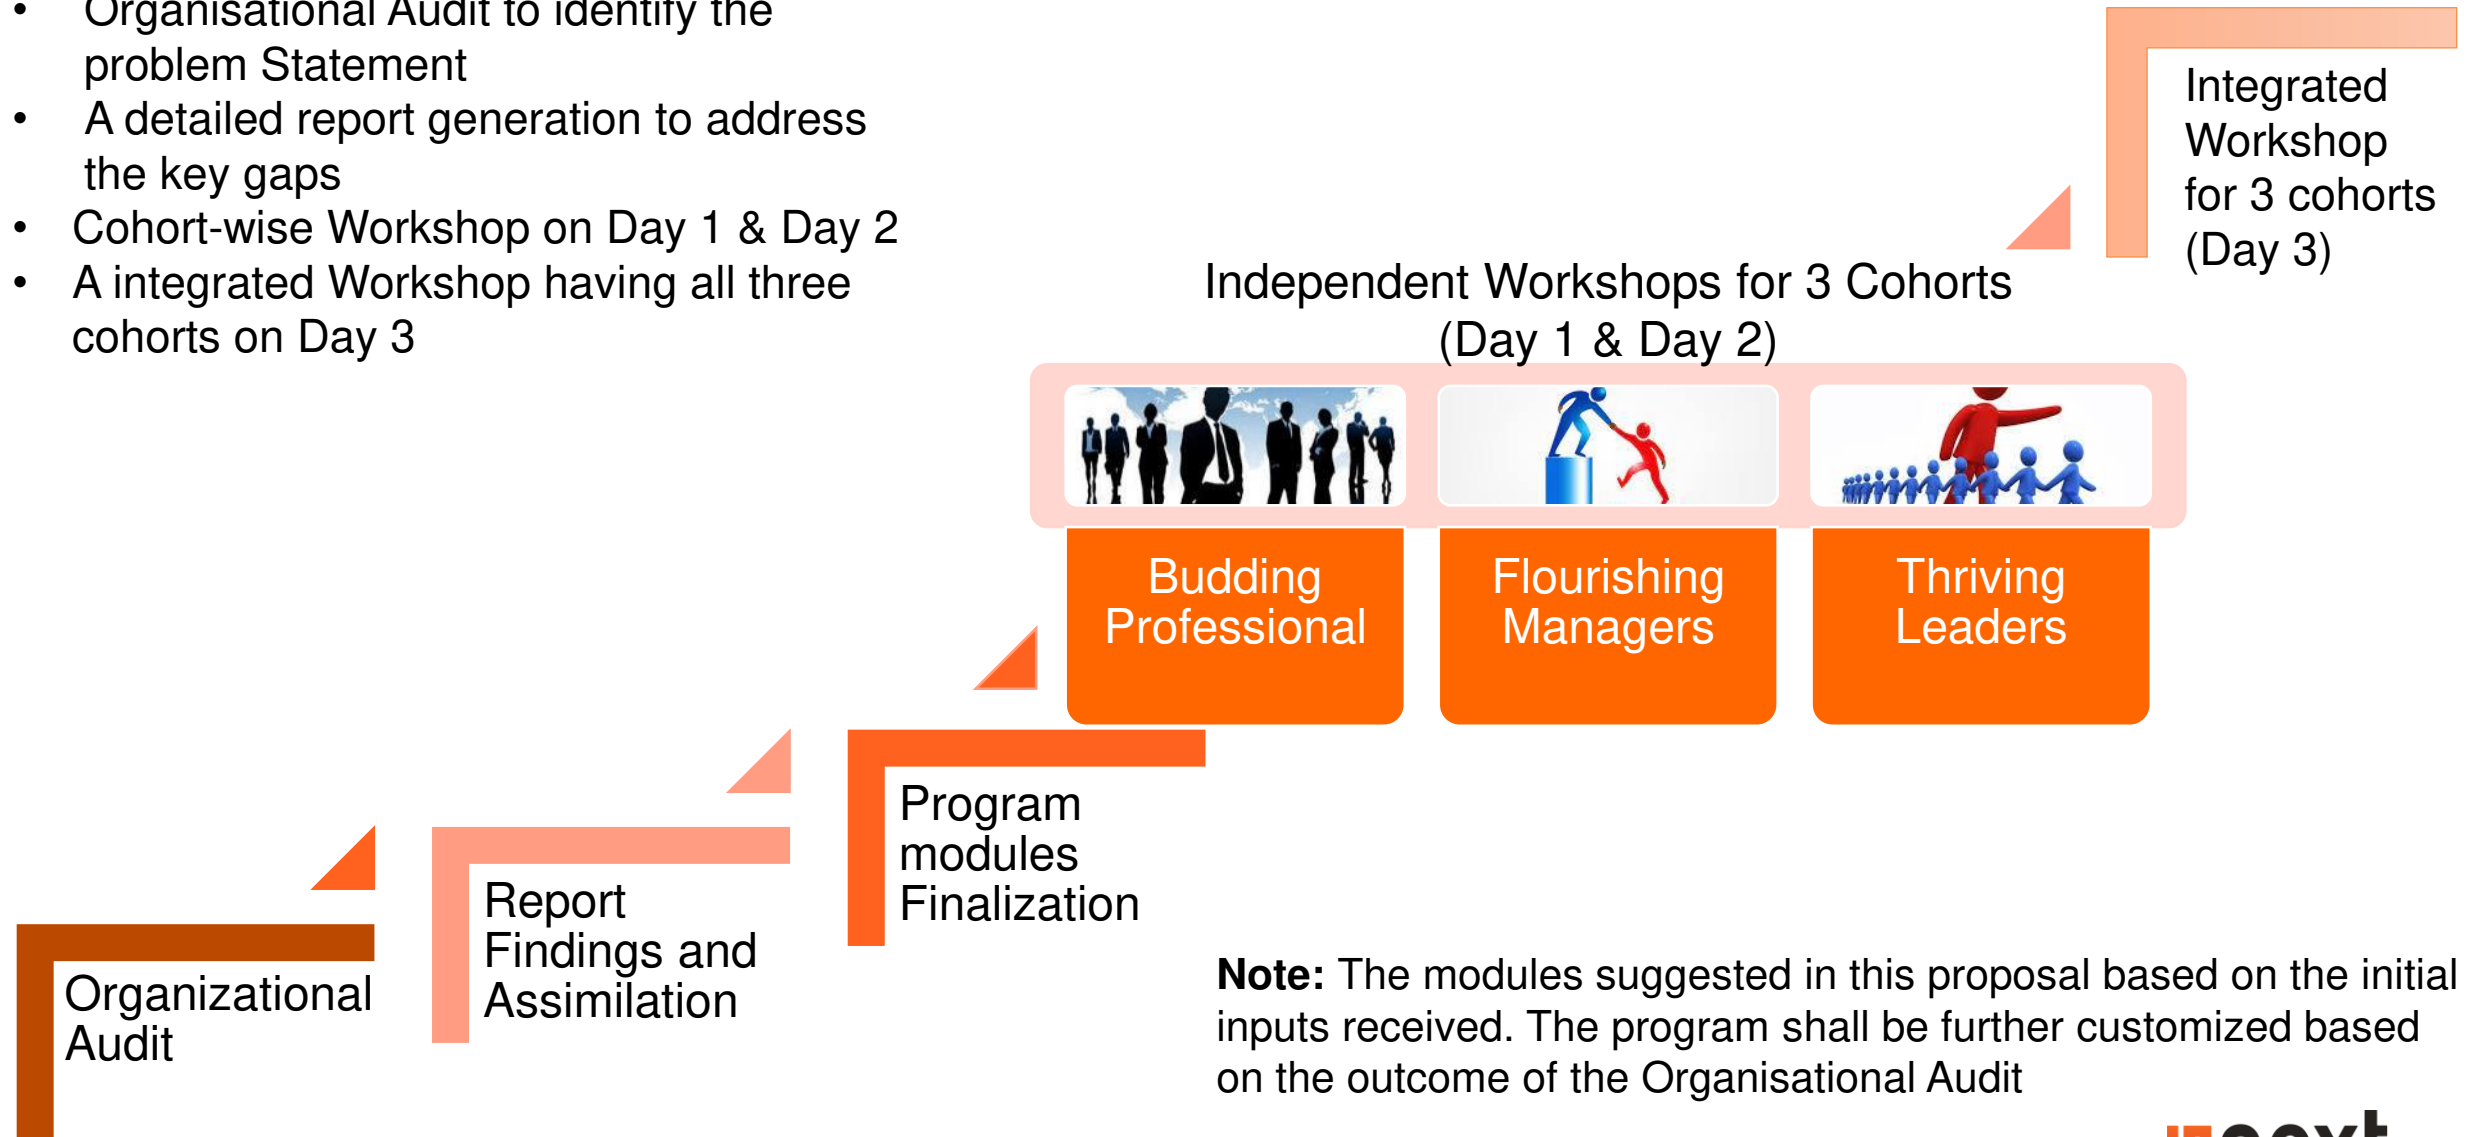 • Organisational Audit to identify the
problem Statement
• A detailed report generation to address
the key gaps
• Cohort-wise Workshop on Day 1 & Day 2
• A integrated Workshop having all three
cohorts on Day 3
Integrated
Workshop
for 3 cohorts
(Day 3)
Independent Workshops for 3 Cohorts
(Day 1 & Day 2)
Budding
Professional
Flourishing
Managers
Thriving
Leaders
Program
modules
Finalization
Report
Findings and
Assimilation
Organizational
Audit
Note: The modules suggested in this proposal based on the initial
inputs received. The program shall be further customized based
on the outcome of the Organisational Audit